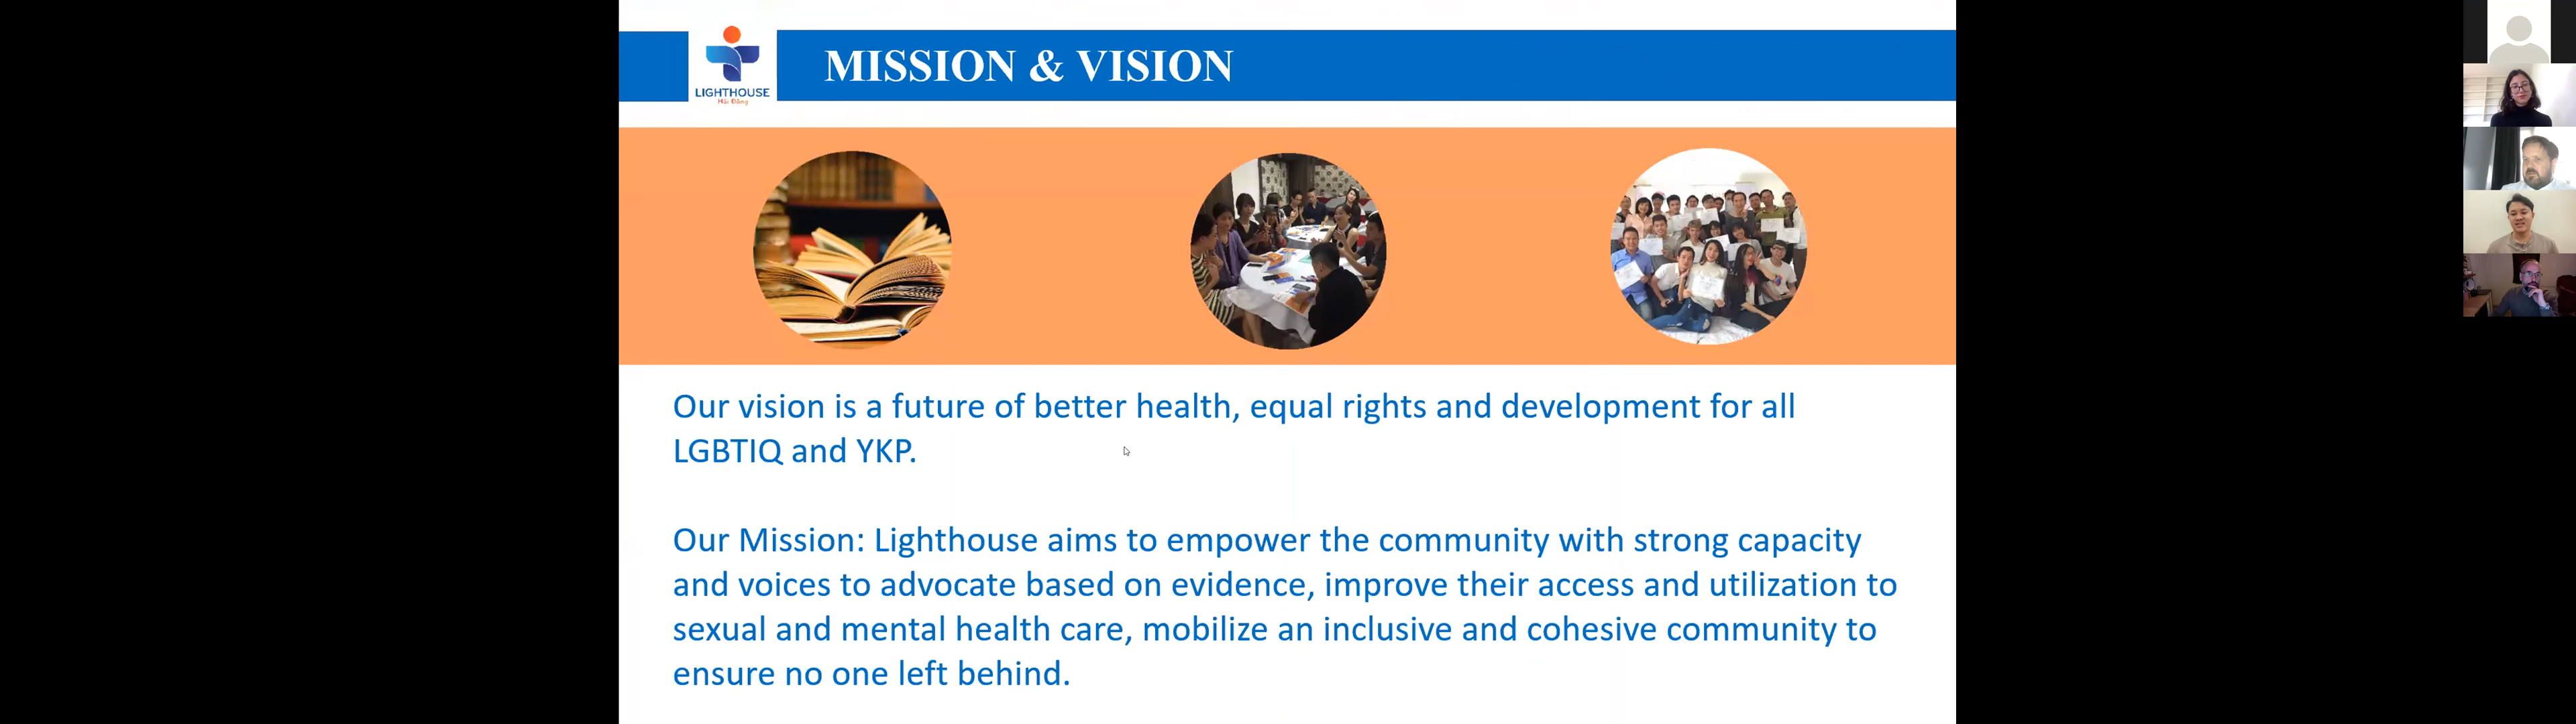 LIGHTHOUSE
Hải Đăng
MISSION & VISION
Our vision is a future of better health, equal rights and development for all
LGBTIQ and YKP.
Our Mission: Lighthouse aims to empower the community with strong capacity
and voices to advocate based on evidence, improve their access and utilization to
sexual and mental health care, mobilize an inclusive and cohesive community to
ensure no one left behind.